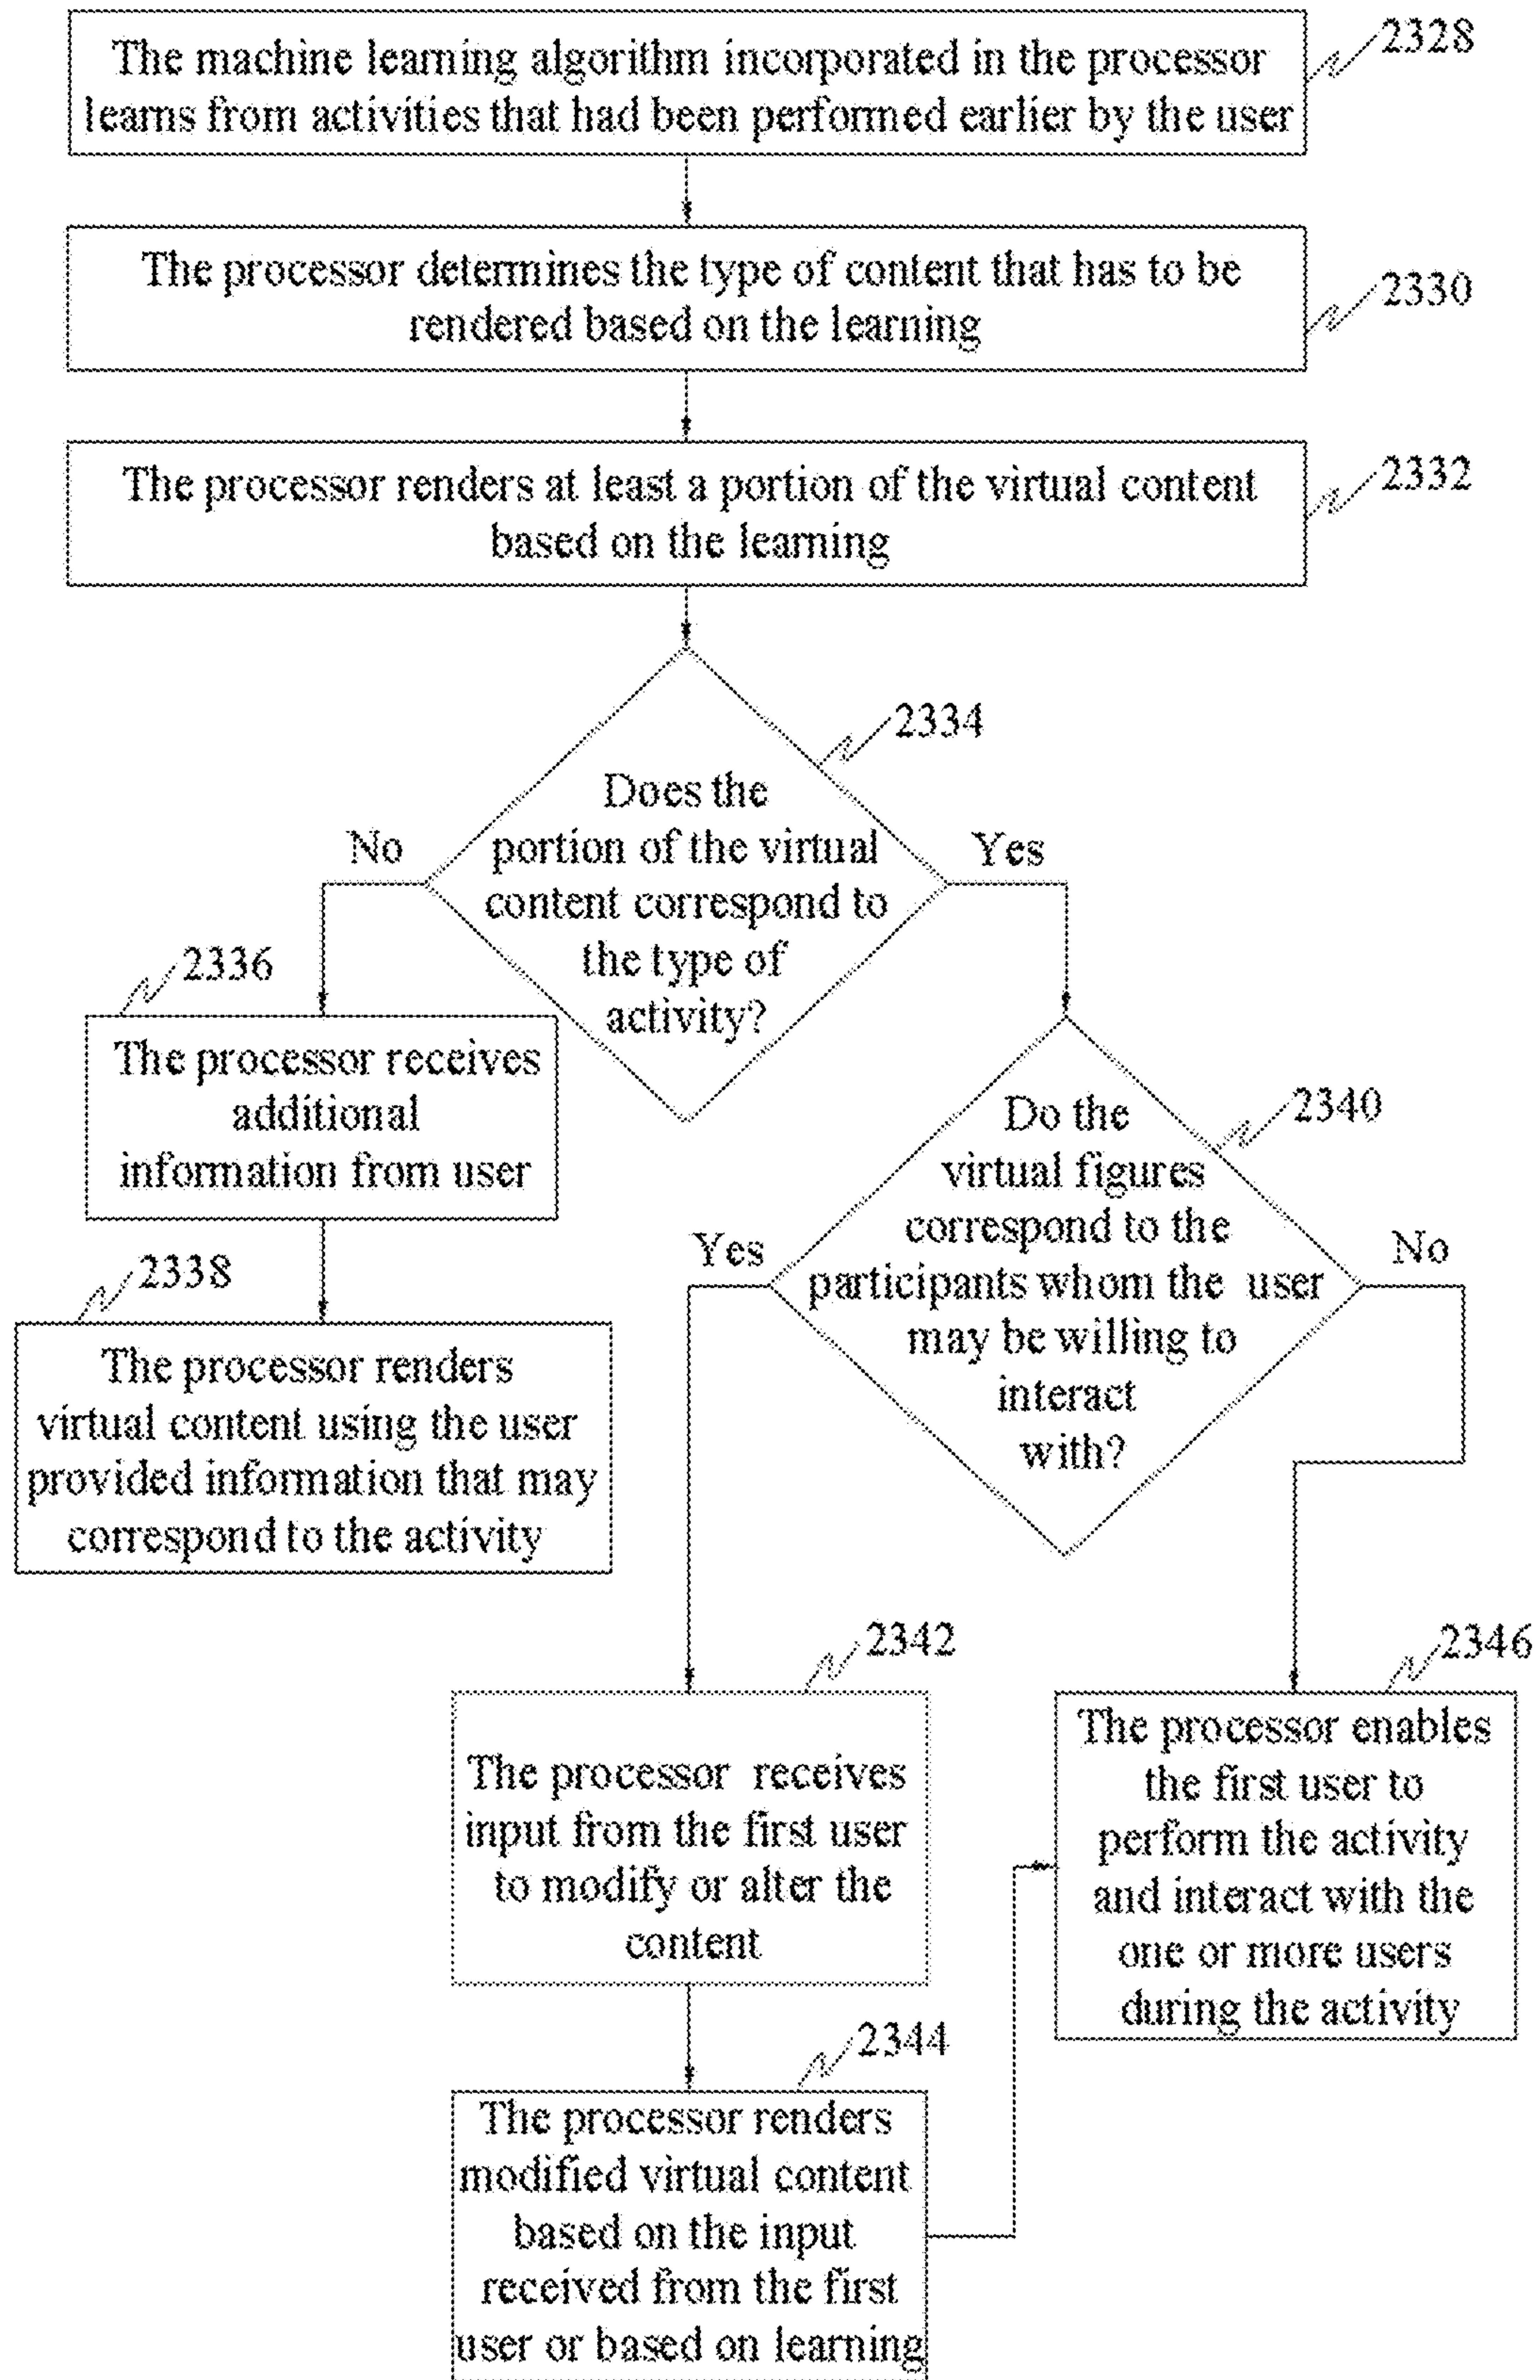 2328
The machine learning algorithm incorporated in the processor
learns from activities that had been performed earlier by the user
2330
The processor determines the type of content that has to be
rendered based on the learning
2332
The processor renders at least a portion of the virtual content
based on the learning
2334
Does the
portion of the virtual
content correspond to
the type of
activity?
No
Yes
2336
The processor receives
additional
information from user
2338
The processor renders
virtual content using the user
provided information that may
correspond to the activity
2340
Do the
virtual figures
correspond to the
participants whom the user
may be willing to
interact
with?
Yes
No
2342
The processor receives
input from the first user
to modify or alter the
content
2344
The processor renders
modified virtual content
based on the input
received from the first
user or based on learning
2346
The processor enables
the first user to
perform the activity
and interact with the
one or more users
during the activity